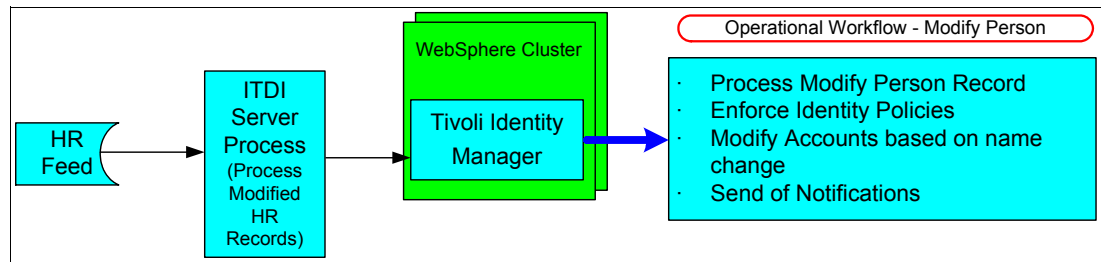 HR
Feed
ITDI
Server
Process
(Process
Modified
HR
Records)
WebSphere Cluster
Tivoli Identity
Manager
Operational Workflow - Modify Person
· Process Modify Person Record
· Enforce Identity Policies
· Modify Accounts based on name
change
· Send of Notifications